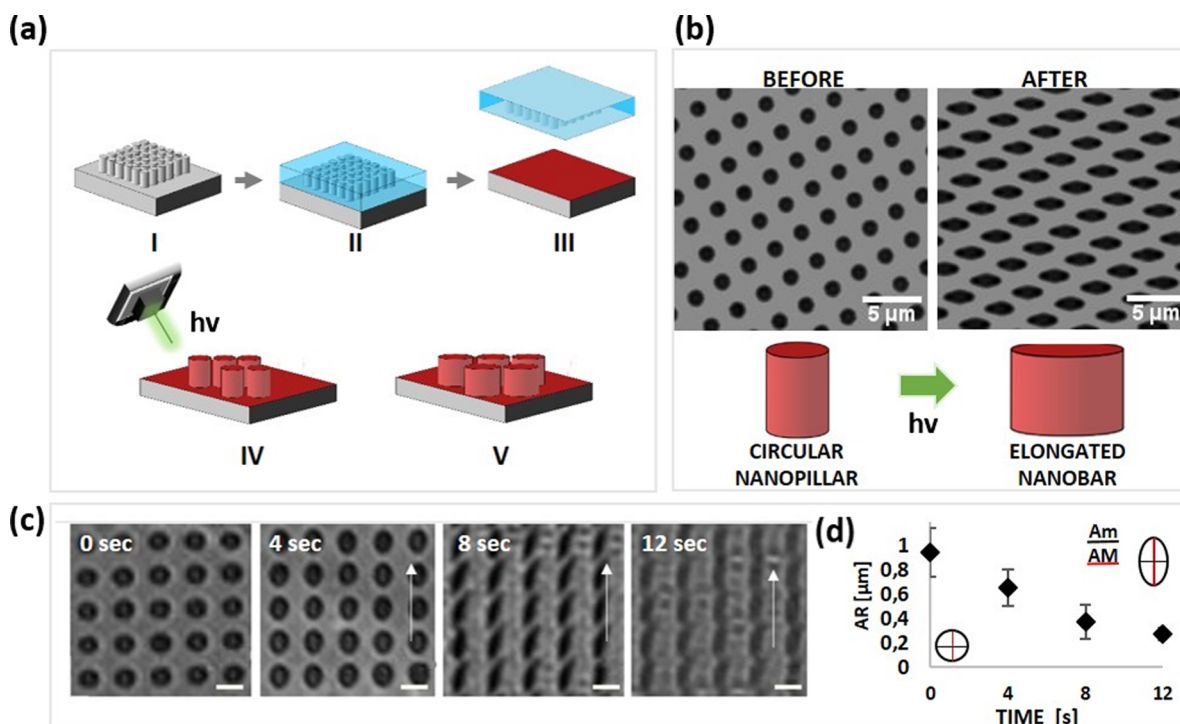 (a)
I
II
III
hv
IV
V
(b)
BEFORE
AFTER
5 µm
5 µm
hv
CIRCULAR
NANOPILLAR
ELONGATED
NANOBAR
(c)
0 sec
4 sec
8 sec
12 sec
(d)
Am
AM
AR [µm]
1
0,8
0,6
0,4
0,2
0
0
4
8
12
TIME [s]